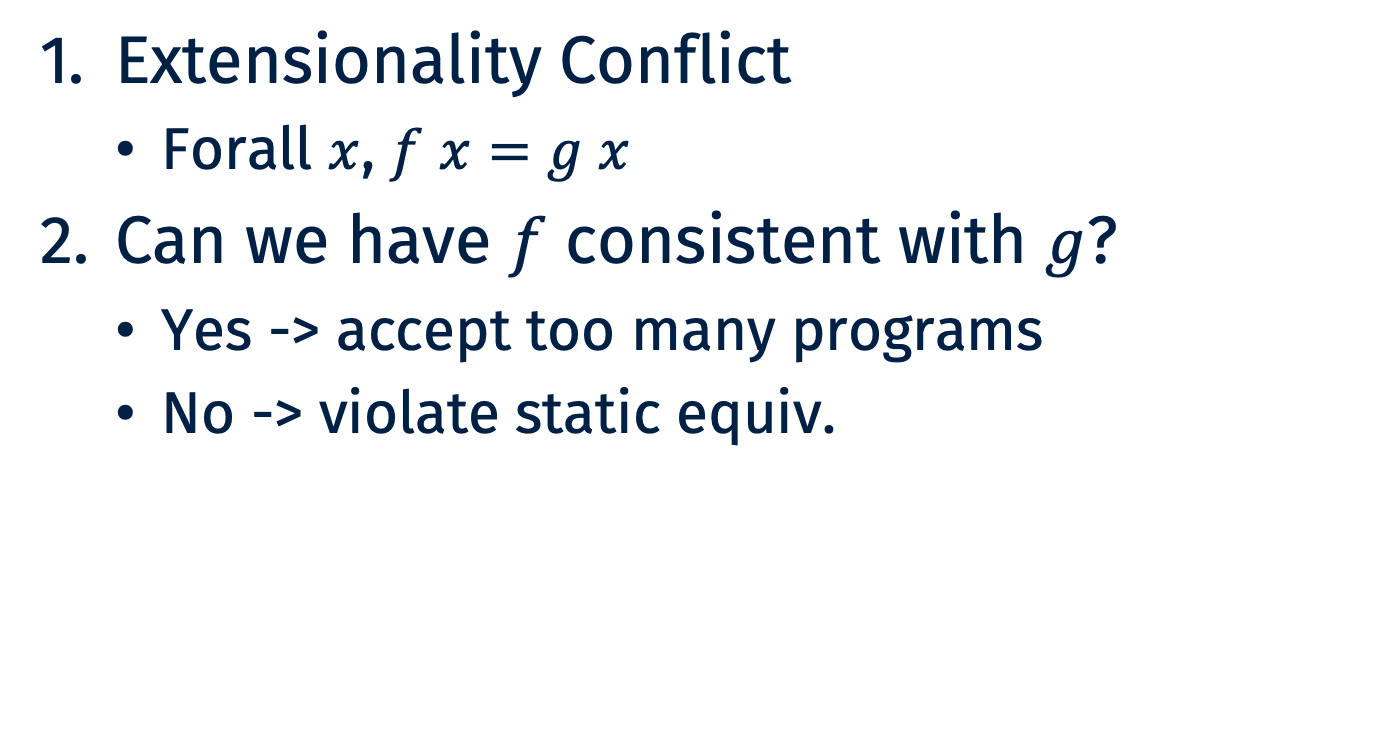 1. Extensionality Conflict
• Forall x, f x = g x
2. Can we have f consistent with g?
• Yes -> accept too many programs
• No -> violate static equiv.